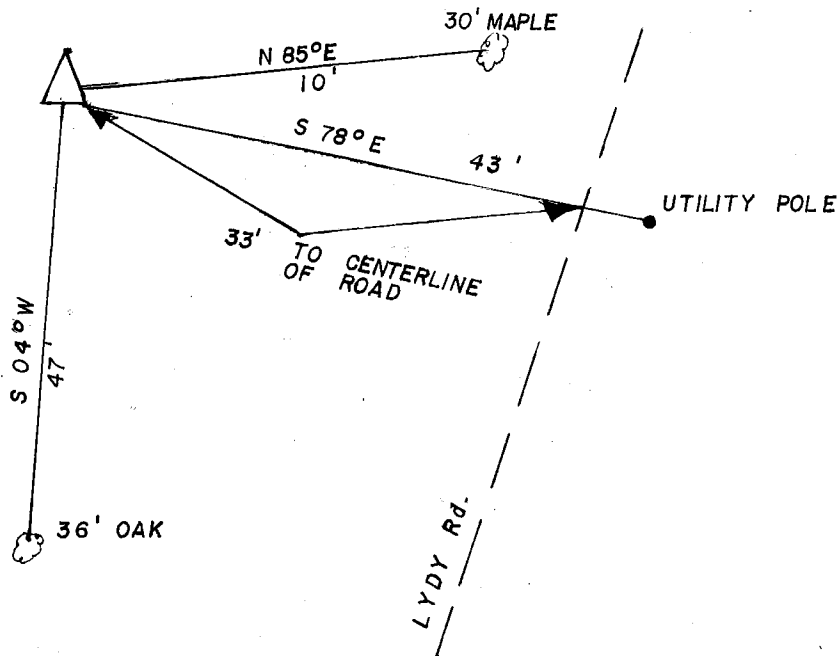 30' MAPLE
N 85° E
10'
S 78° E
43'
UTILITY POLE
33'
TO CENTERLINE
OF ROAD
S 04° W
47'
36' OAK
LYDY Rd.